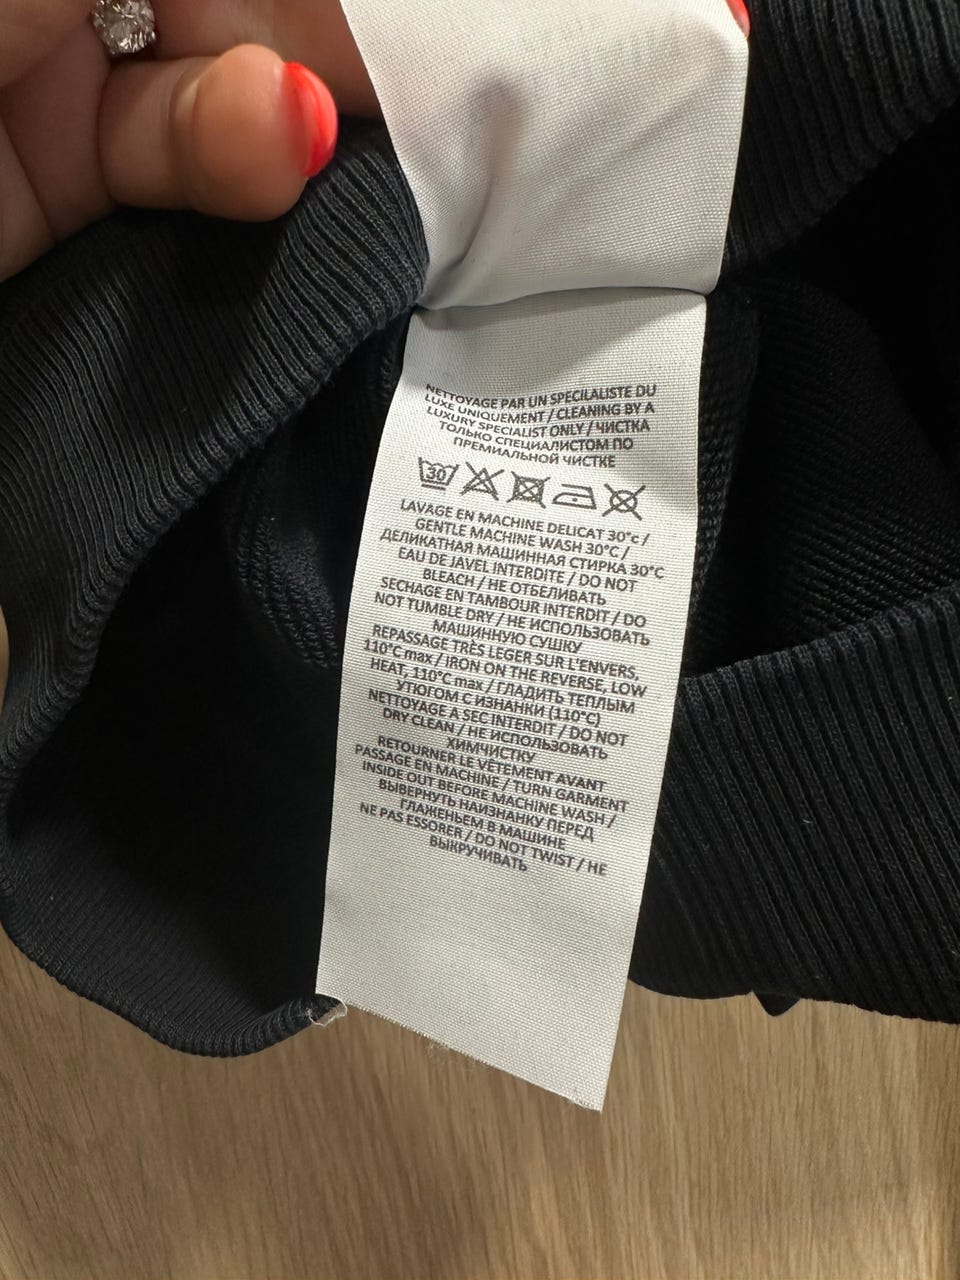 NETTOYAGE PAR UN SPECILALISTE DU
LUXE UNIQUEMENT / CLEANING BY A
LUXURY SPECIALIST ONLY / ЧИСТКА
ТОЛЬКО СПЕЦИАЛИСТОМ ПО
ПРЕМИАЛЬНОЙ ЧИСТКЕ
30
LAVAGE EN MACHINE DELICAT 30°c /
GENTLE MACHINE WASH 30°C /
ДЕЛИКАТНАЯ МАШИННАЯ СТИРКА 30°C
EAU DE JAVEL INTERDITE / DO NOT
BLEACH / НЕ ОТБЕЛИВАТЬ
SECHAGE EN TAMBOUR INTERDIT / DO
NOT TUMBLE DRY / НЕ ИСПОЛЬЗОВАТЬ
МАШИННУЮ СУШКУ
REPASSAGE TRÈS LEGER SUR L'ENVERS,
110°C max / IRON ON THE REVERSE, LOW
HEAT, 110°C max / ГЛАДИТЬ ТЕПЛЫМ
УТЮГОМ С ИЗНАНКИ (110°C)
NETTOYAGE A SEC INTERDIT / DO NOT
DRY CLEAN / НЕ ИСПОЛЬЗОВАТЬ
ХИМЧИСТКУ
RETOURNER LE VÊTEMENT AVANT
PASSAGE EN MACHINE / TURN GARMENT
INSIDE OUT BEFORE MACHINE WASH /
ВЫВЕРНУТЬ НАИЗНАНКУ ПЕРЕД
ГЛАЖЕНЬЕМ В МАШИНЕ
NE PAS ESSORER / DO NOT TWIST / НЕ
ВЫКРУЧИВАТЬ